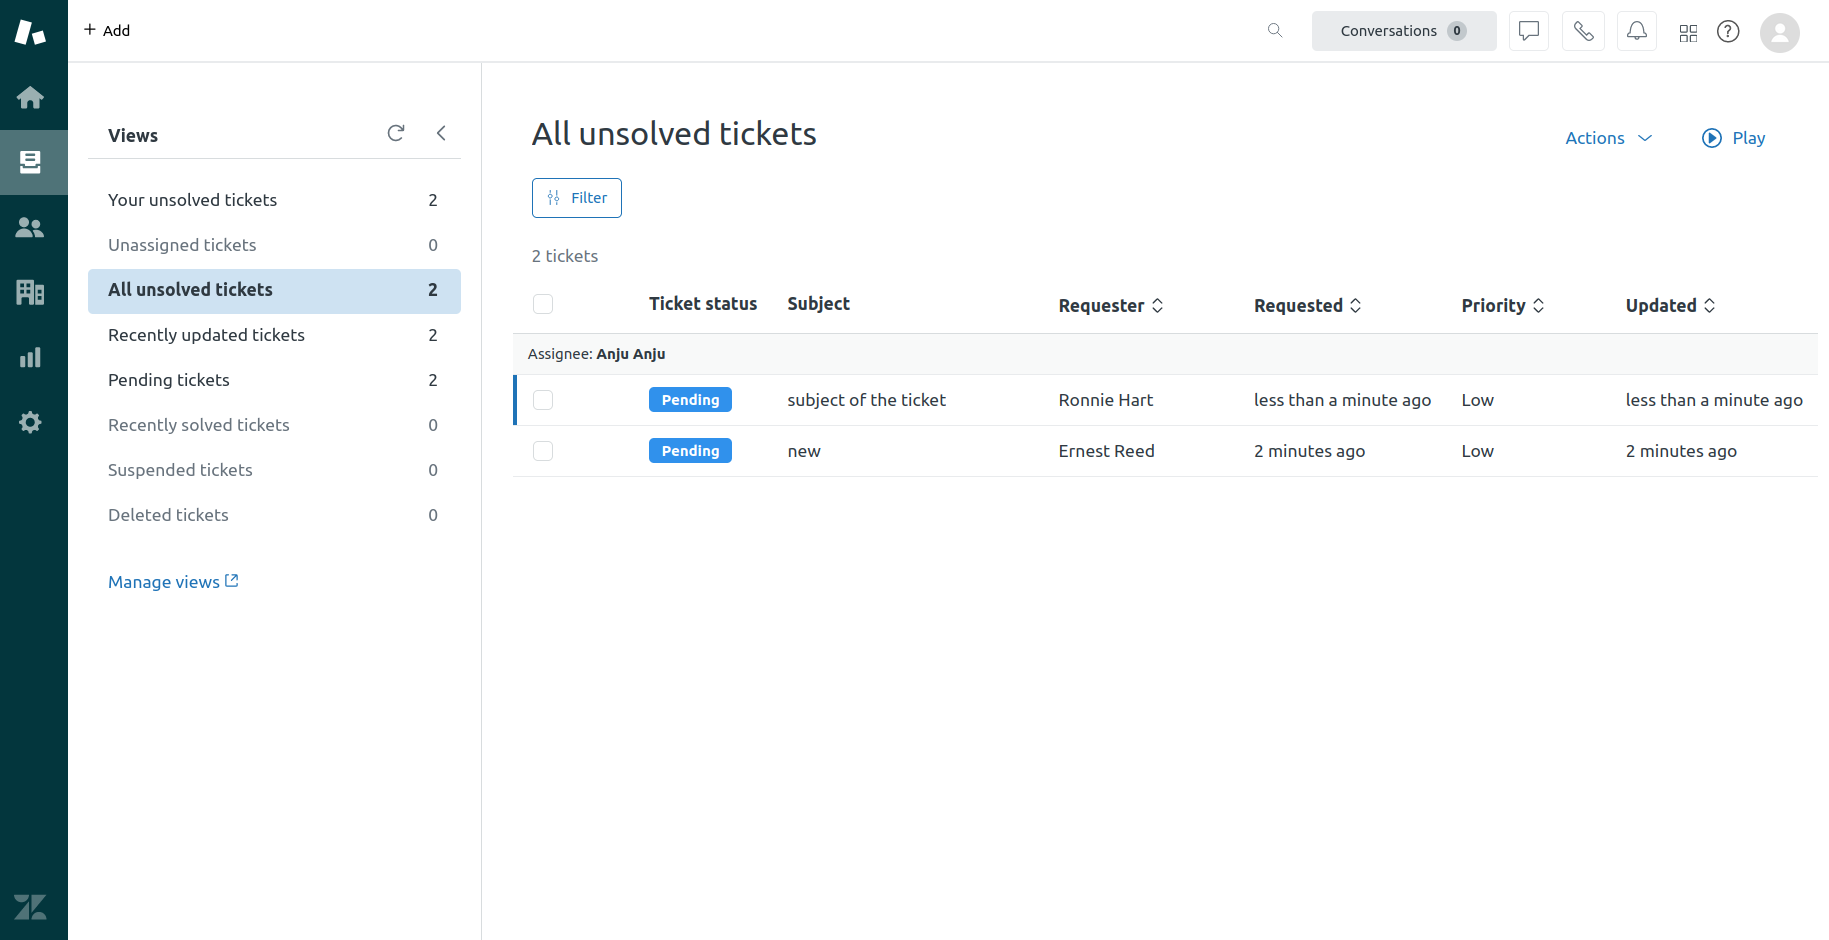 Add
Conversations 0
Views
Your unsolved tickets 2
Unassigned tickets 0
All unsolved tickets 2
Recently updated tickets 2
Pending tickets 2
Recently solved tickets 0
Suspended tickets 0
Deleted tickets 0
Manage views
All unsolved tickets
Actions
Play
Filter
2 tickets
Ticket status Subject Requester Requested Priority Updated
Assignee: Anju Anju
Pending subject of the ticket Ronnie Hart less than a minute ago Low less than a minute ago
Pending new Ernest Reed 2 minutes ago Low 2 minutes ago